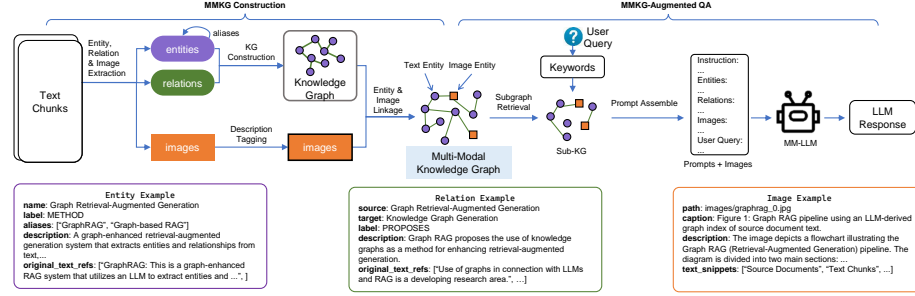 MMKG Construction
MMKG-Augmented QA
Text
Chunks
Entity,
Relation
& Image
Extraction
aliases
entities
relations
images
KG
Construction
Description
Tagging
Knowledge
Graph
images
Entity &
Image
Linkage
Text Entity
Image Entity
Multi-Modal
Knowledge Graph
Subgraph
Retrieval
?
User
Query
Keywords
Sub-KG
Prompt Assemble
Instruction:
...
Entities:
...
Relations:
...
Images:
...
User Query:
...
Prompts + Images
MM-LLM
LLM
Response
Entity Example
name: Graph Retrieval-Augmented Generation
label: METHOD
aliases: ["GraphRAG", "Graph-based RAG"]
description: A graph-enhanced retrieval-augmented
generation system that extracts entities and relationships from
text,...
original_text_refs: ["GraphRAG: This is a graph-enhanced
RAG system that utilizes an LLM to extract entities and ...", ]
Relation Example
source: Graph Retrieval-Augmented Generation
target: Knowledge Graph Generation
label: PROPOSES
description: Graph RAG proposes the use of knowledge
graphs as a method for enhancing retrieval-augmented
generation.
original_text_refs: ["Use of graphs in connection with LLMs
and RAG is a developing research area.", ...]
Image Example
path: images/graphrag_0.jpg
caption: Figure 1: Graph RAG pipeline using an LLM-derived
graph index of source document text.
description: The image depicts a flowchart illustrating the
Graph RAG (Retrieval-Augmented Generation) pipeline. The
diagram is divided into two main sections: ...
text_snippets: ["Source Documents", "Text Chunks", ...]